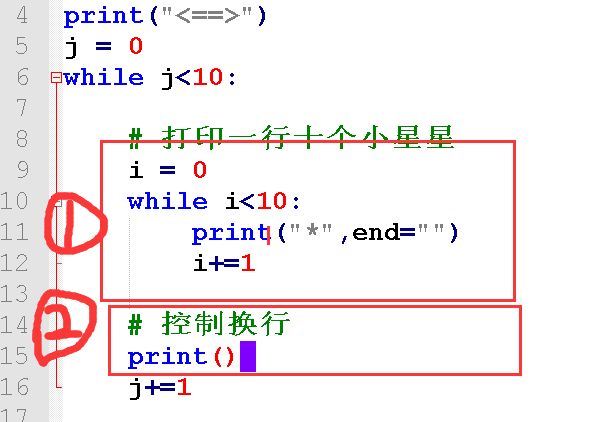 4 print("<==>")
5 j = 0
6 while j<10:
7
8 # 打印一行十个小星星
9 i = 0
10 while i<10:
11 print("*",end="")
12 i+=1
13
14 # 控制换行
15 print()
16 j+=1
17
1
2